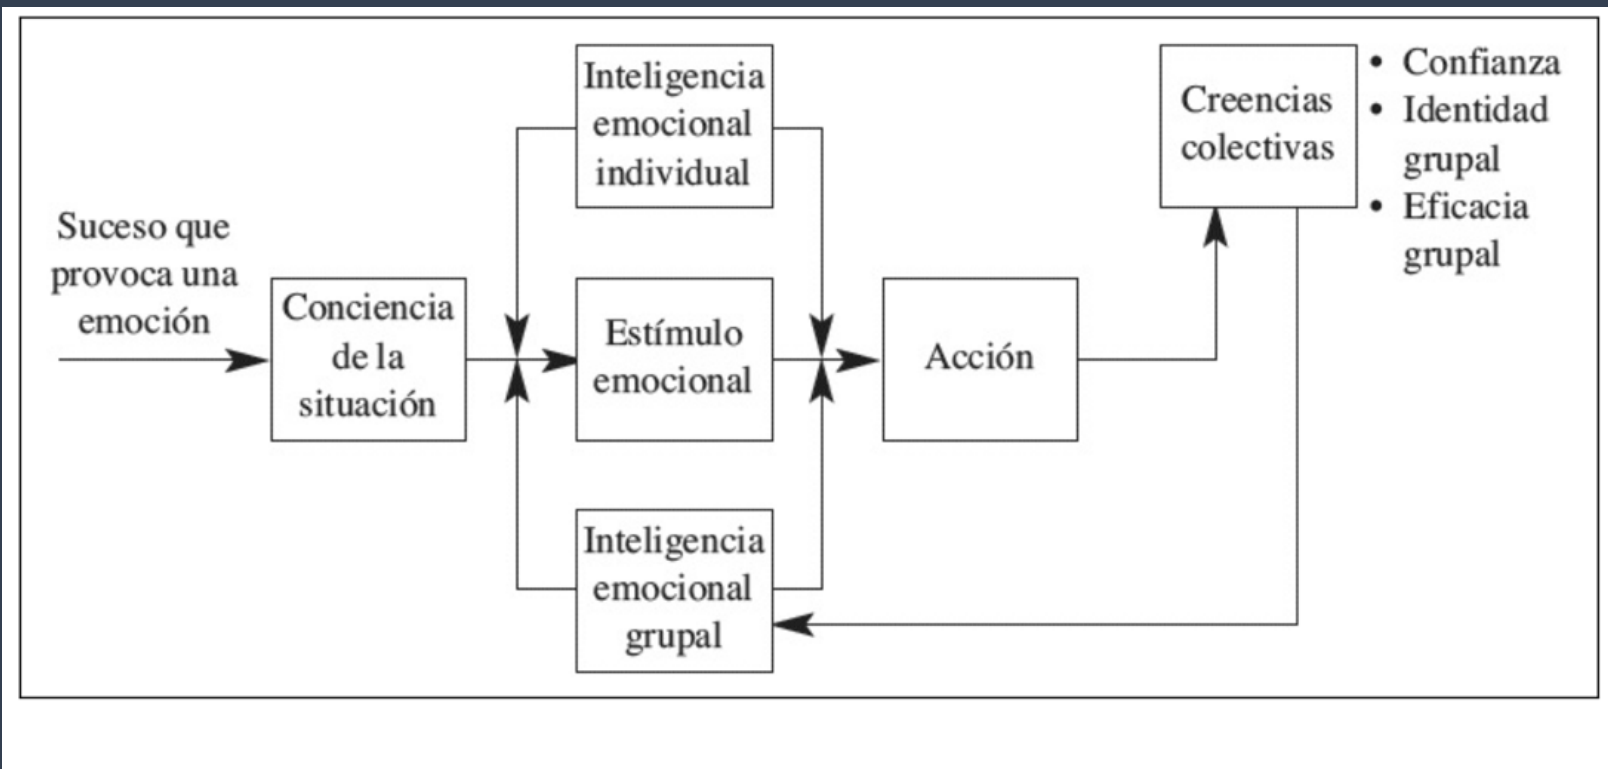 Suceso que
provoca una
emoción
Conciencia
de la
situación
Inteligencia
emocional
individual
Estímulo
emocional
Inteligencia
emocional
grupal
Acción
Creencias
colectivas
• Confianza
• Identidad
grupal
• Eficacia
grupal